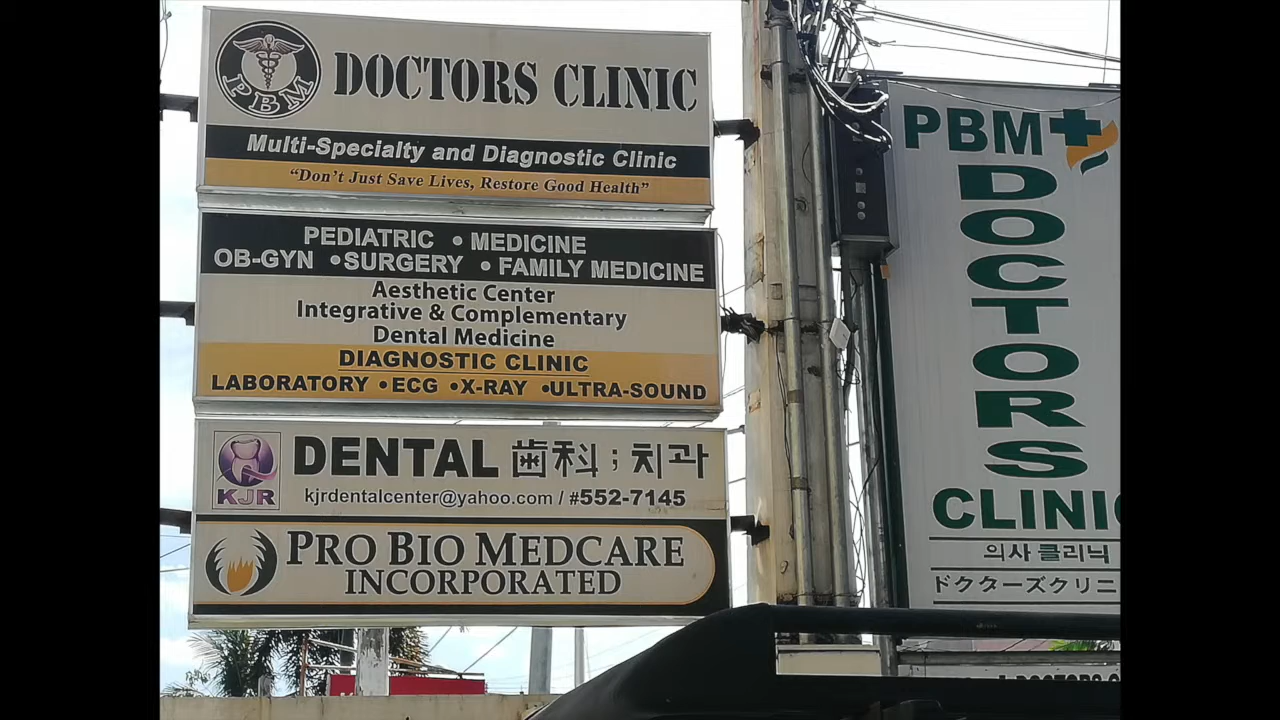 PBM
DOCTORS CLINIC
Multi-Specialty and Diagnostic Clinic
"Don't Just Save Lives, Restore Good Health"
PEDIATRIC • MEDICINE
OB-GYN • SURGERY • FAMILY MEDICINE
Aesthetic Center
Integrative & Complementary
Dental Medicine
DIAGNOSTIC CLINIC
LABORATORY • ECG • X-RAY • ULTRA-SOUND
KJR
DENTAL 歯科 ; 치과
kjrdentalcenter@yahoo.com / #552-7145
PRO BIO MEDCARE
INCORPORATED
PBM
DOCTORS
CLINIC
의사 클리닉
ドクターズクリニ